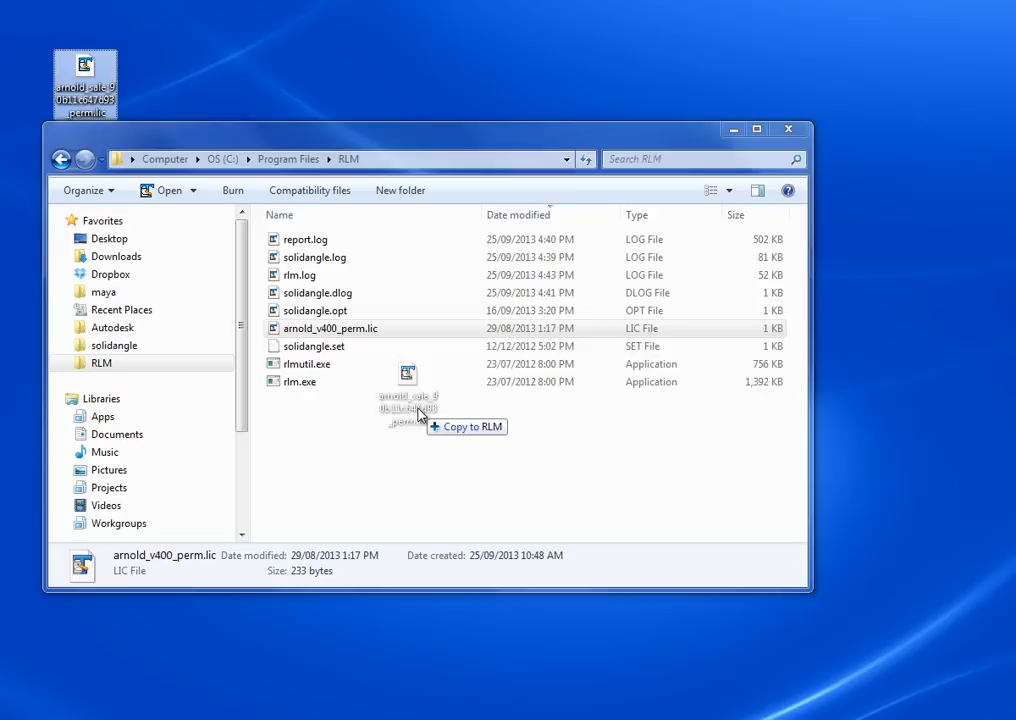 arnold_sale_9
0b11c647d93
_perm.lic
Computer ▸ OS (C:) ▸ Program Files ▸ RLM
Search RLM
Organize Open Burn Compatibility files New folder
Name Date modified Type Size
Favorites
Desktop
Downloads
Dropbox
maya
Recent Places
Autodesk
solidangle
RLM
Libraries
Apps
Documents
Music
Pictures
Projects
Videos
Workgroups
report.log 25/09/2013 4:40 PM LOG File 502 KB
solidangle.log 25/09/2013 4:39 PM LOG File 81 KB
rlm.log 25/09/2013 4:43 PM LOG File 52 KB
solidangle.dlog 25/09/2013 4:41 PM DLOG File 1 KB
solidangle.opt 16/09/2013 3:20 PM OPT File 1 KB
arnold_v400_perm.lic 29/08/2013 1:17 PM LIC File 1 KB
solidangle.set 12/12/2012 5:02 PM SET File 1 KB
rlmutil.exe 23/07/2012 8:00 PM Application 756 KB
rlm.exe 23/07/2012 8:00 PM Application 1,392 KB
arnold_sale_9
0b11c647d93
_perm
Copy to RLM
arnold_v400_perm.lic Date modified: 29/08/2013 1:17 PM Date created: 25/09/2013 10:48 AM
LIC File Size: 233 bytes